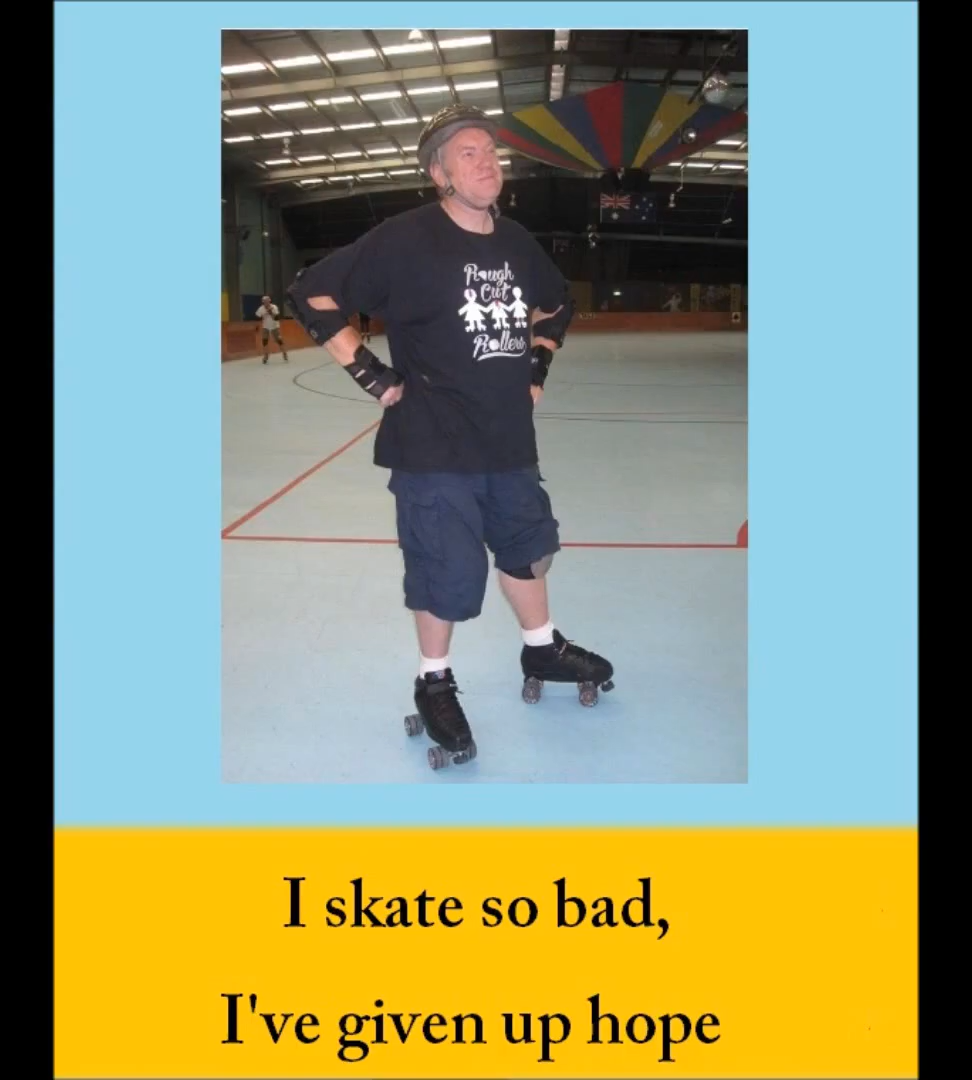 Rough
Cut
Rollers
I skate so bad,
I've given up hope